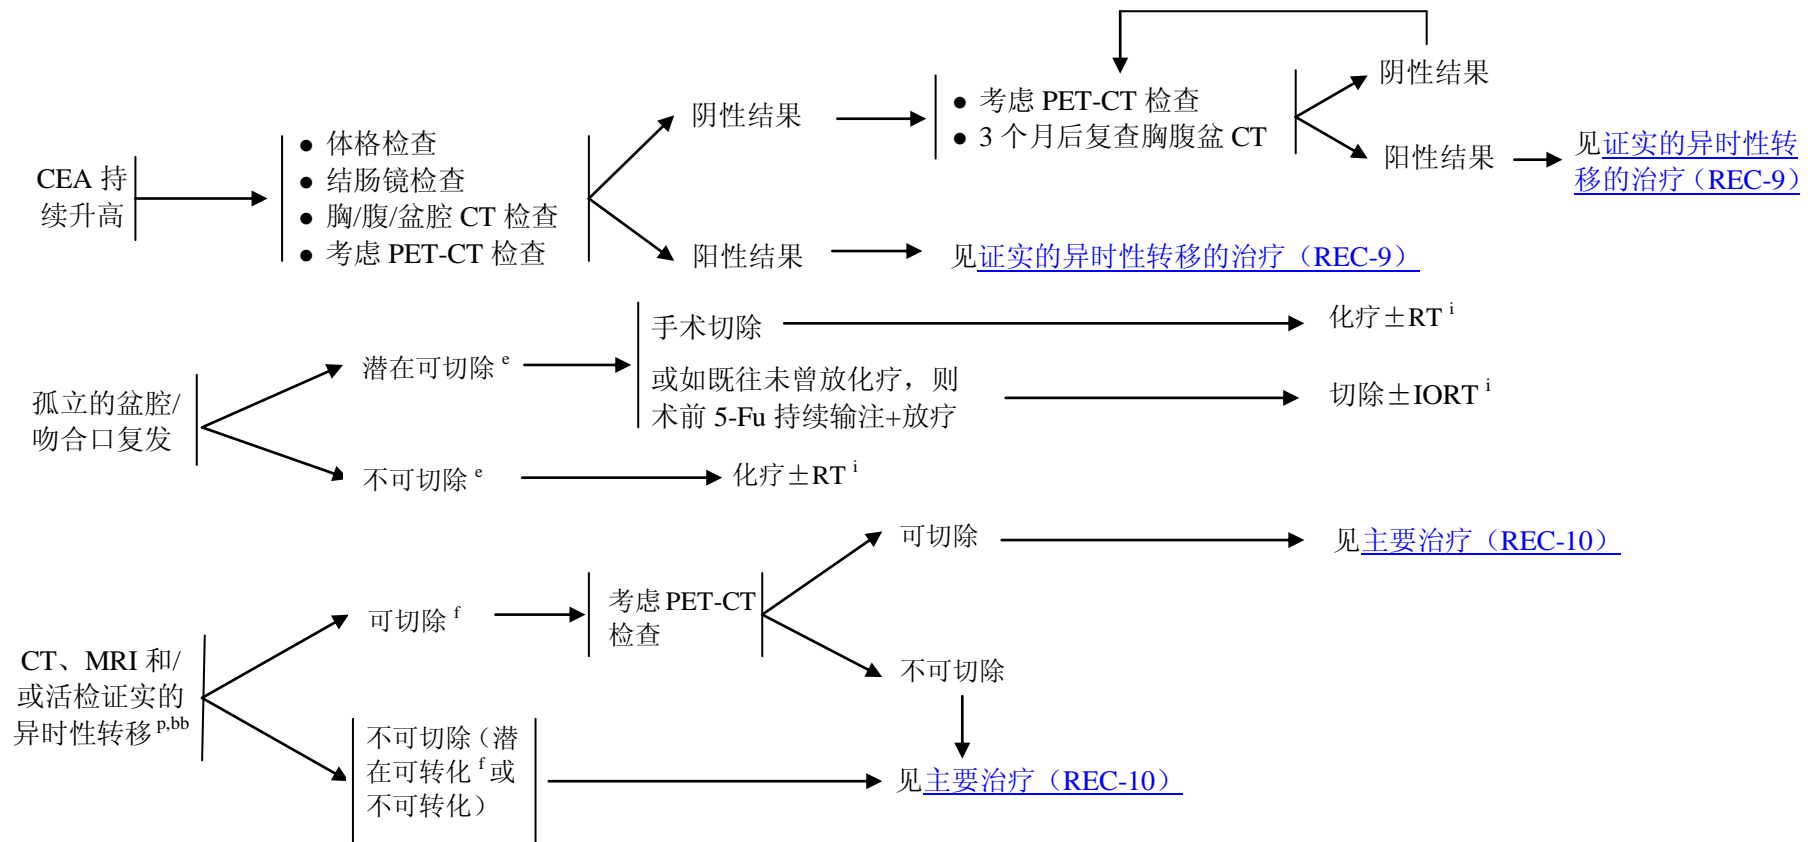 CEA 持
续升高
● 体格检查
● 结肠镜检查
● 胸/腹/盆腔 CT 检查
● 考虑 PET-CT 检查
阴性结果
● 考虑 PET-CT 检查
● 3 个月后复查胸腹盆 CT
阴性结果
阳性结果
见证实的异时性转
移的治疗（REC-9）
阳性结果
见证实的异时性转移的治疗（REC-9）
孤立的盆腔/
吻合口复发
潜在可切除 e
手术切除
化疗±RT i
或如既往未曾放化疗，则
术前 5-Fu 持续输注+放疗
切除±IORT i
不可切除 e
化疗±RT i
CT、MRI 和/
或活检证实的
异时性转移 p,bb
可切除 f
考虑 PET-CT
检查
可切除
见主要治疗（REC-10）
不可切除
不可切除（潜
在可转化 f 或
不可转化）
见主要治疗（REC-10）